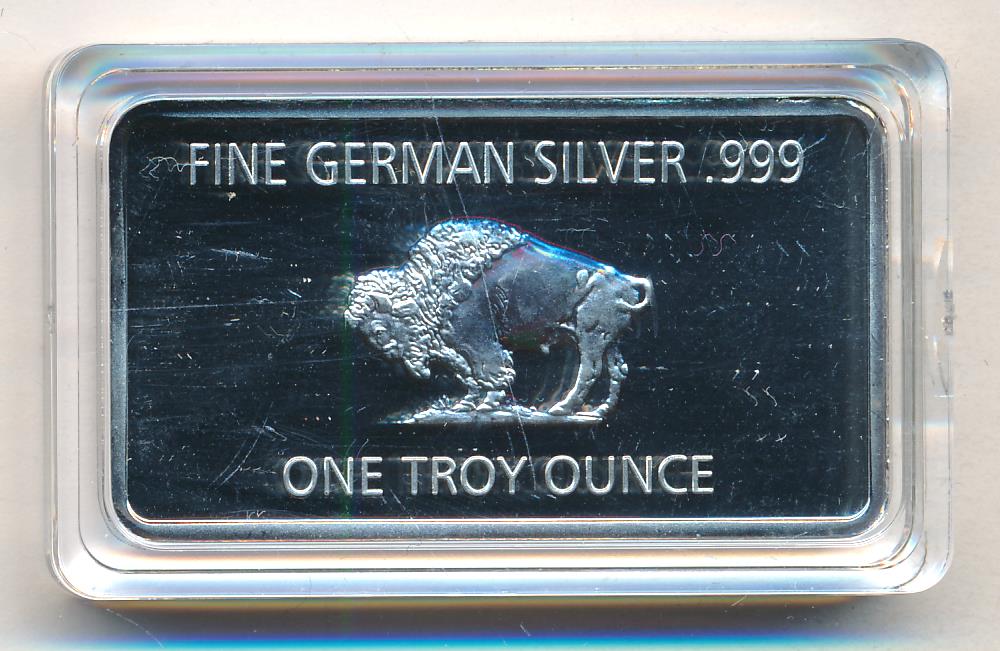 FINE GERMAN SILVER .999
ONE TROY OUNCE